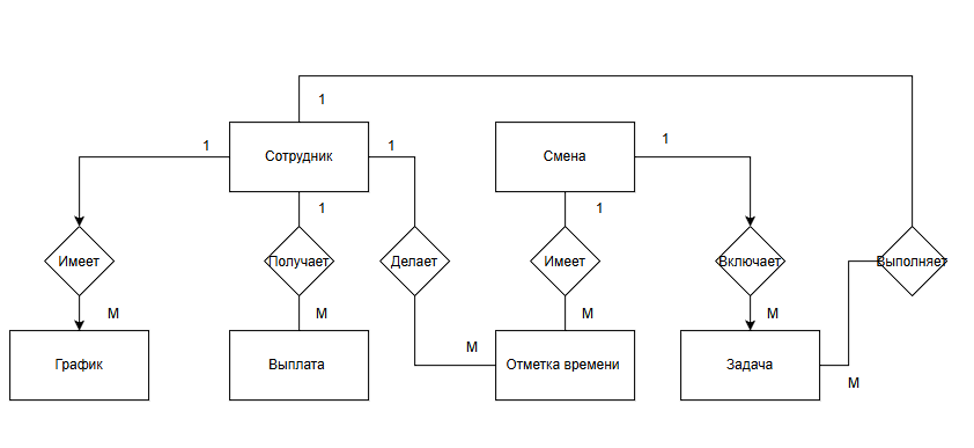 1
1
Сотрудник
1
Смена
1
1
1
Имеет
Получает
Делает
Имеет
Включает
Выполняет
М
М
М
М
М
График
Выплата
Отметка времени
Задача
М